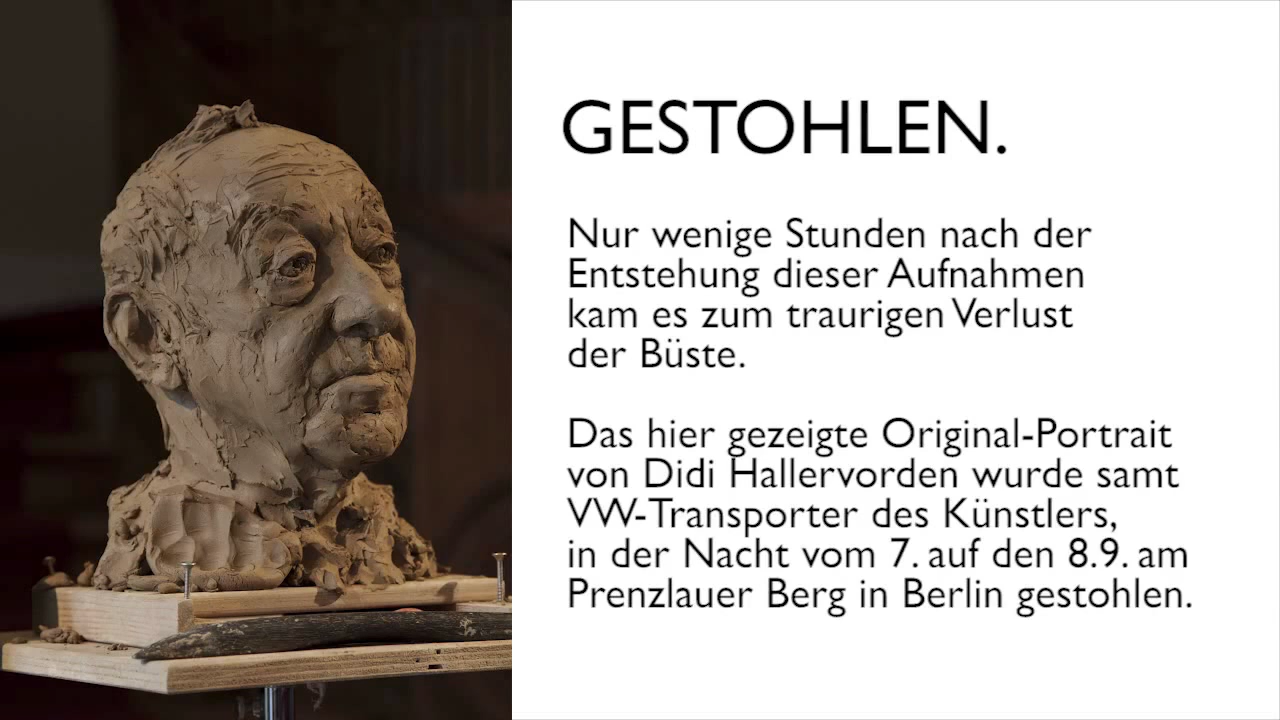 GESTOHLEN.
Nur wenige Stunden nach der
Entstehung dieser Aufnahmen
kam es zum traurigen Verlust
der Büste.
Das hier gezeigte Original-Portrait
von Didi Hallervorden wurde samt
VW-Transporter des Künstlers,
in der Nacht vom 7. auf den 8.9. am
Prenzlauer Berg in Berlin gestohlen.